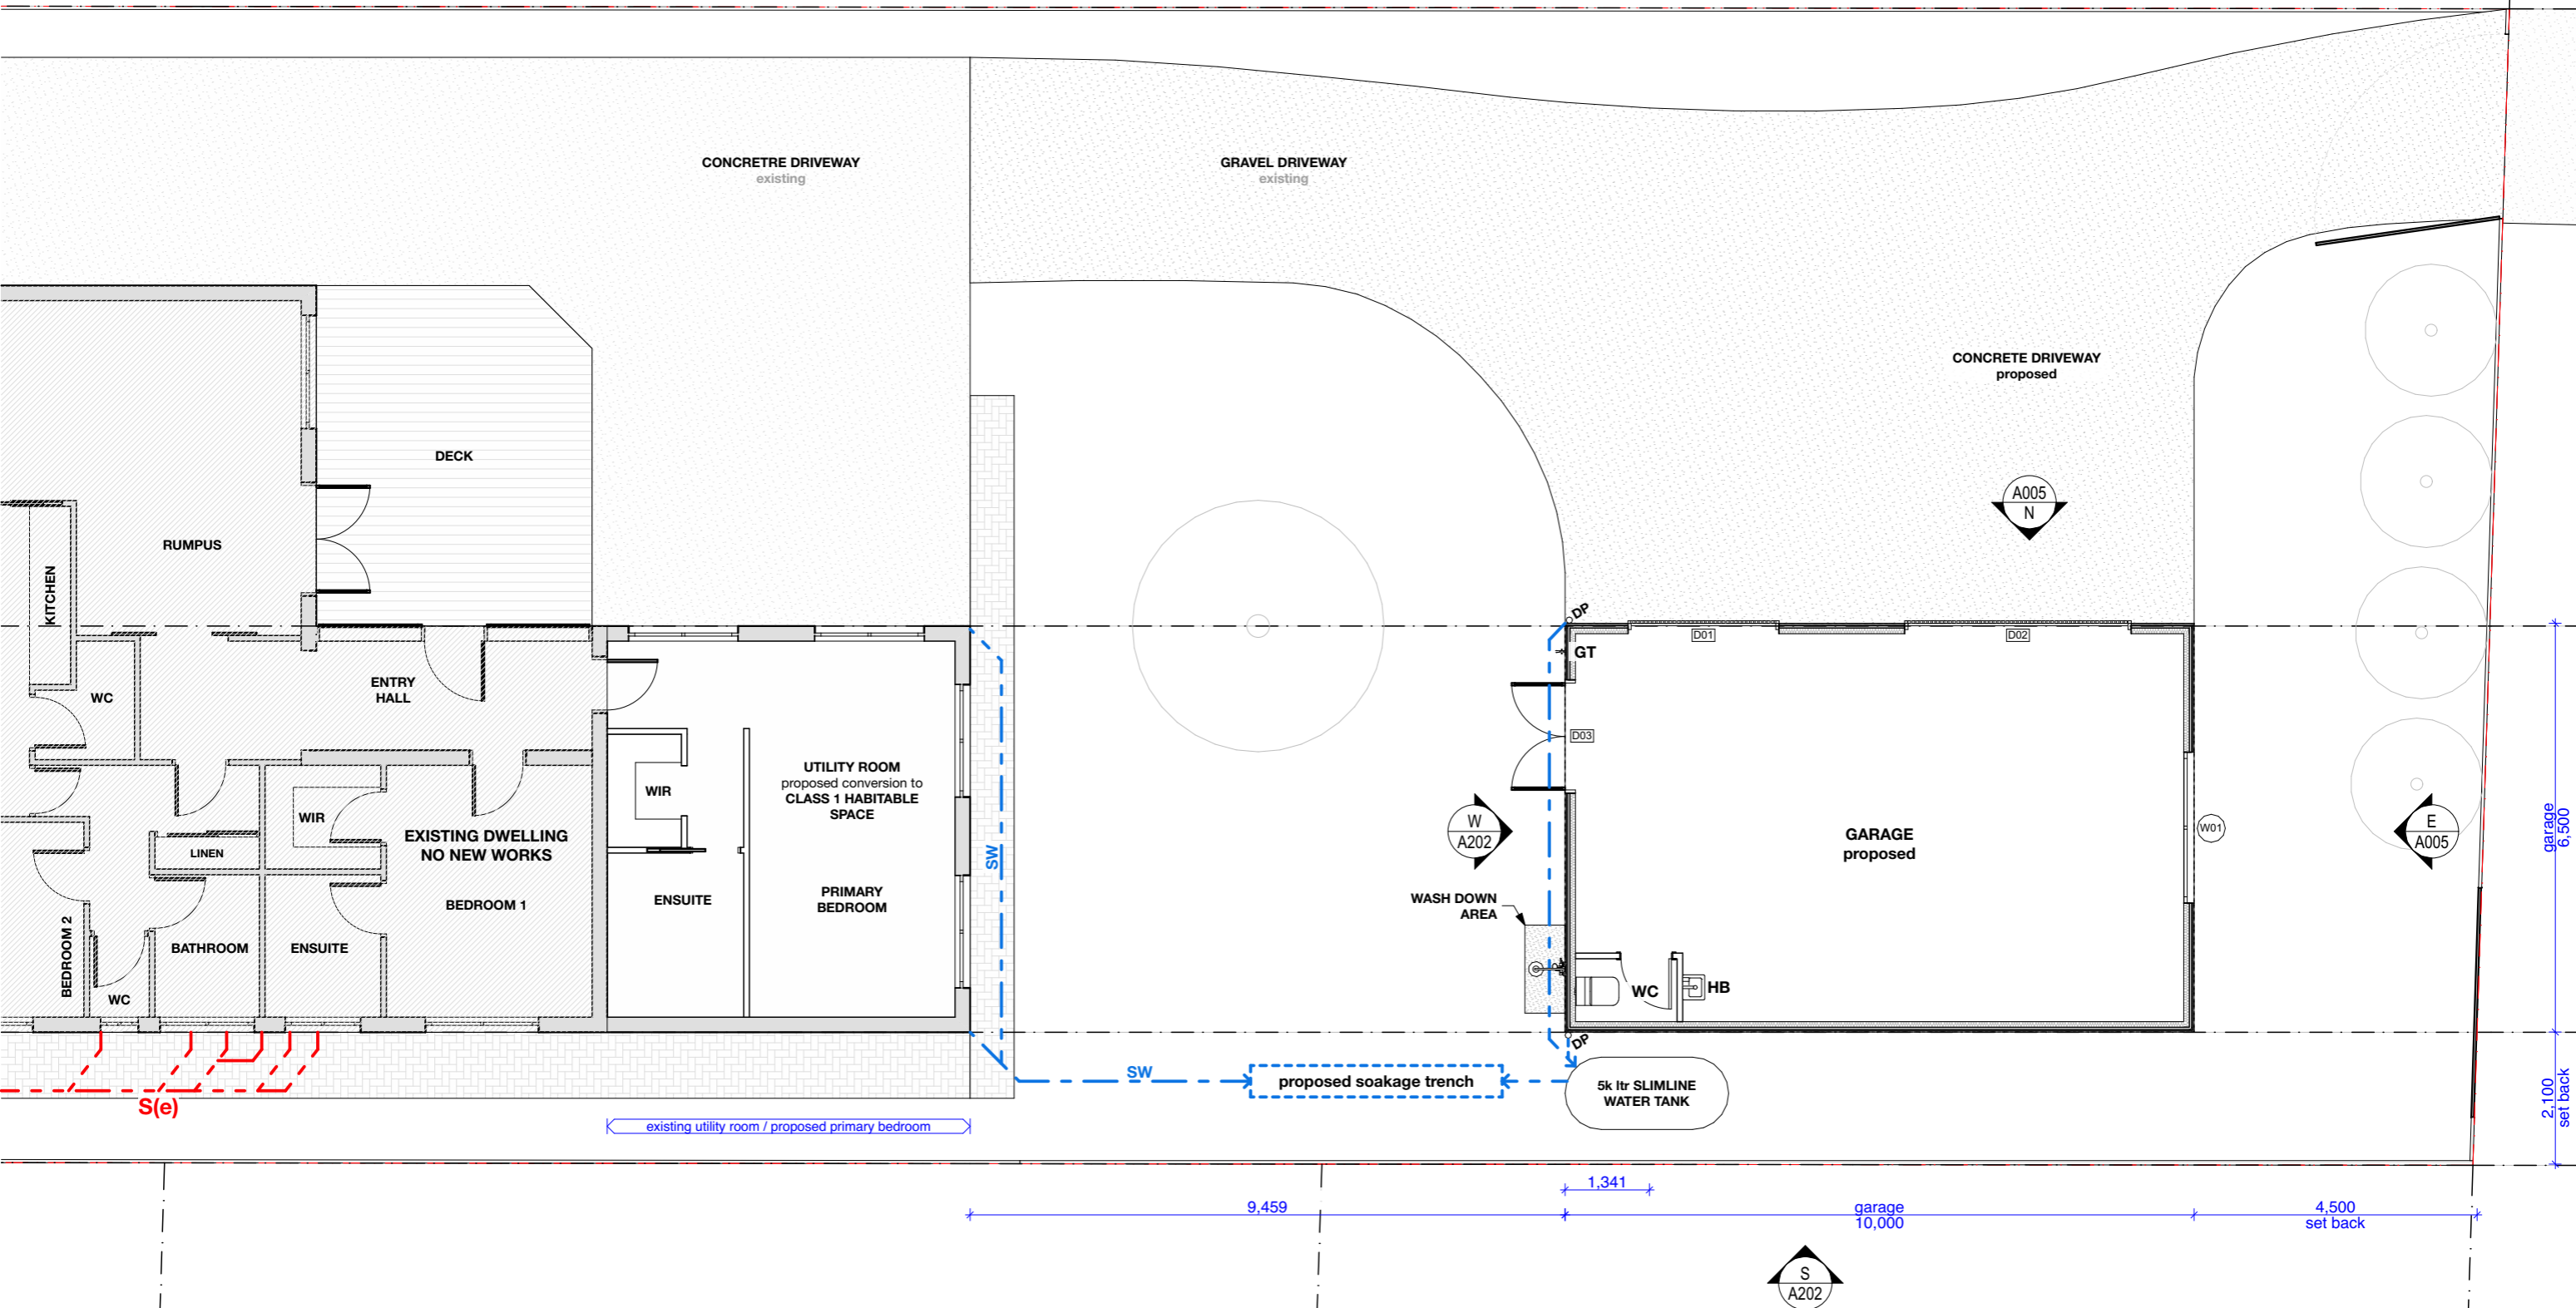 CONCRETRE DRIVEWAY
existing
GRAVEL DRIVEWAY
existing
CONCRETE DRIVEWAY
proposed
DECK
A005
N
RUMPUS
KITCHEN
DP
D01
D02
GT
ENTRY
HALL
WC
D03
UTILITY ROOM
proposed conversion to
CLASS 1 HABITABLE
SPACE
WIR
WIR
EXISTING DWELLING
NO NEW WORKS
LINEN
SW
W
A202
GARAGE
proposed
W01
E
A005
garage
6,500
PRIMARY
BEDROOM
ENSUITE
BEDROOM 1
WASH DOWN
AREA
BEDROOM 2
BATHROOM
ENSUITE
WC
WC
HB
DP
SW
proposed soakage trench
5k ltr SLIMLINE
WATER TANK
S(e)
2,100
set back
existing utility room / proposed primary bedroom
1,341
9,459
garage
10,000
4,500
set back
S
A202